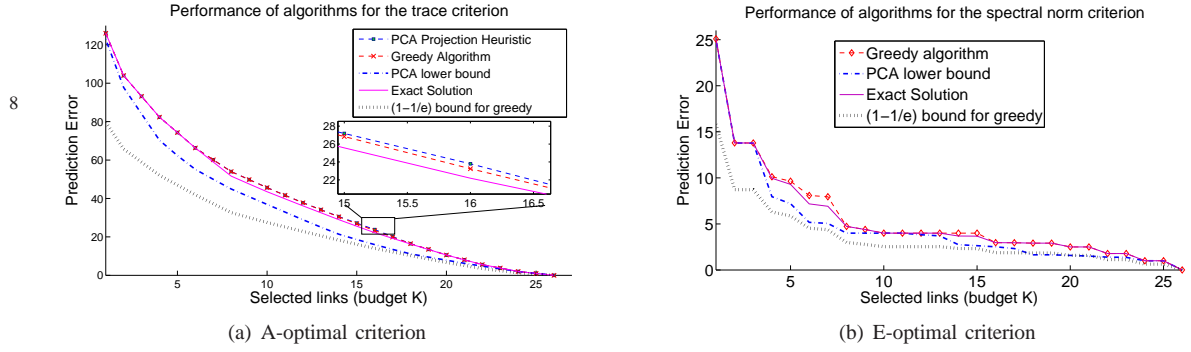 8
Performance of algorithms for the trace criterion
Prediction Error
120
100
80
60
40
20
0
5
10
15
20
25
Selected links (budget K)
PCA Projection Heuristic
Greedy Algorithm
PCA lower bound
Exact Solution
(1−1/e) bound for greedy
28
26
24
22
15
15.5
16
16.5
(a) A-optimal criterion
Performance of algorithms for the spectral norm criterion
Prediction Error
25
20
15
10
5
0
5
10
15
20
25
Selected links (budget K)
Greedy algorithm
PCA lower bound
Exact Solution
(1−1/e) bound for greedy
(b) E-optimal criterion